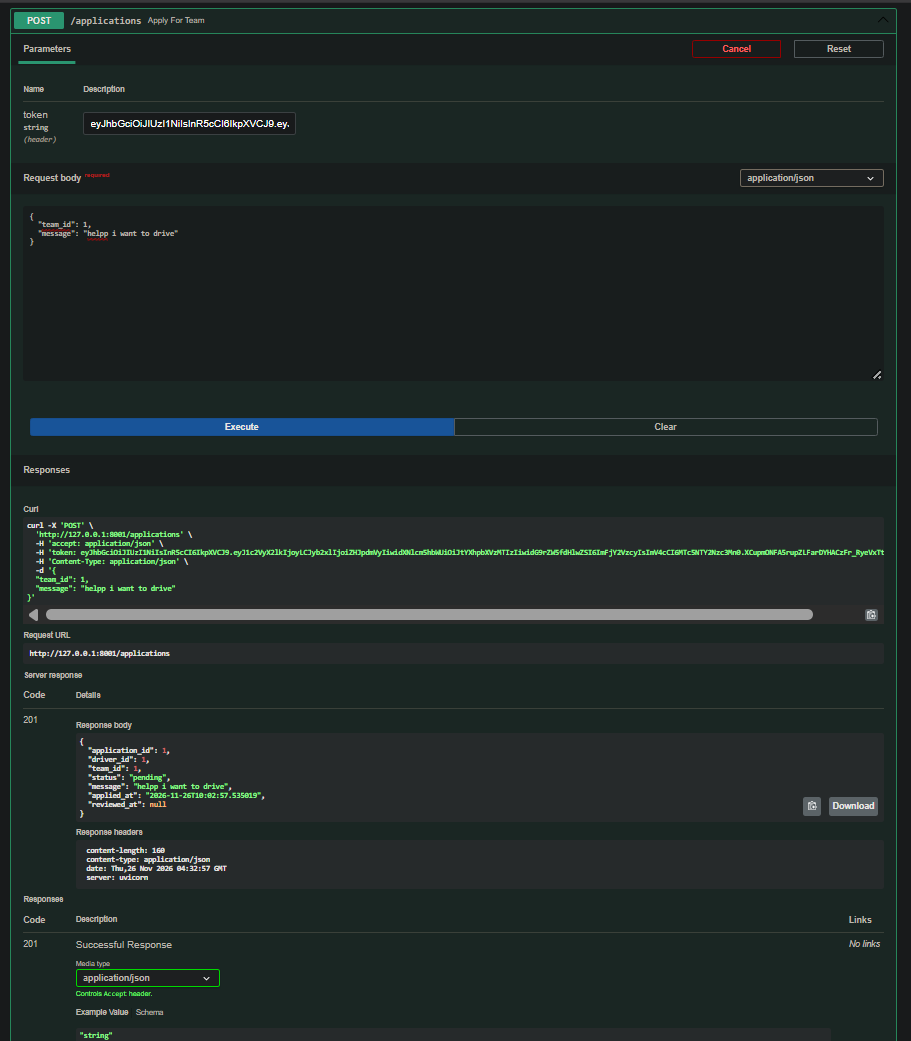 POST /applications Apply For Team
Parameters
Cancel
Reset
Name Description
token
string
(header)
eyJhbGciOiJIUzI1NiIsInR5cCI6IkpXVCJ9.ey.
Request body required
application/json
{
"team_id": 1,
"message": "helpp i want to drive"
}
Execute
Clear
Responses
Curl
curl -X 'POST' \
'http://127.0.0.1:8001/applications' \
-H 'accept: application/json' \
-H 'token:
-H 'Content-Type: application/json' \
-d '{
"team_id": 1,
"message": "helpp i want to drive"
}'
Request URL
http://127.0.0.1:8001/applications
Server response
Code Details
201
Response body
{
"application_id": 1,
"driver_id": 1,
"team_id": 1,
"status": "pending",
"message": "helpp i want to drive",
"applied_at": "2026-11-26T10:02:57.535019",
"reviewed_at": null
}
Download
Response headers
content-length: 160
content-type: application/json
date: Thu,26 Nov 2026 04:32:57 GMT
server: uvicorn
Responses
Code Description Links
201 Successful Response No links
Media type
application/json
Controls Accept header.
Example Value Schema
"string"